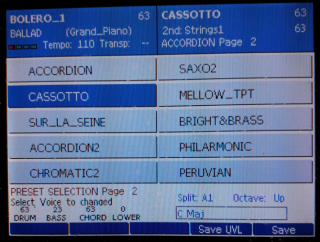 BOLERO_1 63
BALLAD (Grand_Piano)
Tempo: 110 Transp: --
CASSOTTO 63
2nd: Strings1 63
ACCORDION Page 2
ACCORDION
SAXO2
CASSOTTO
MELLOW_TPT
SUR_LA_SEINE
BRIGHT&BRASS
ACCORDION2
PHILARMONIC
CHROMATIC2
PERUVIAN
PRESET SELECTION Page 2
Select Voice to changed
63 23 63 0
DRUM BASS CHORD LOWER
Split: A1 Octave: Up
C Maj
Save UVL Save